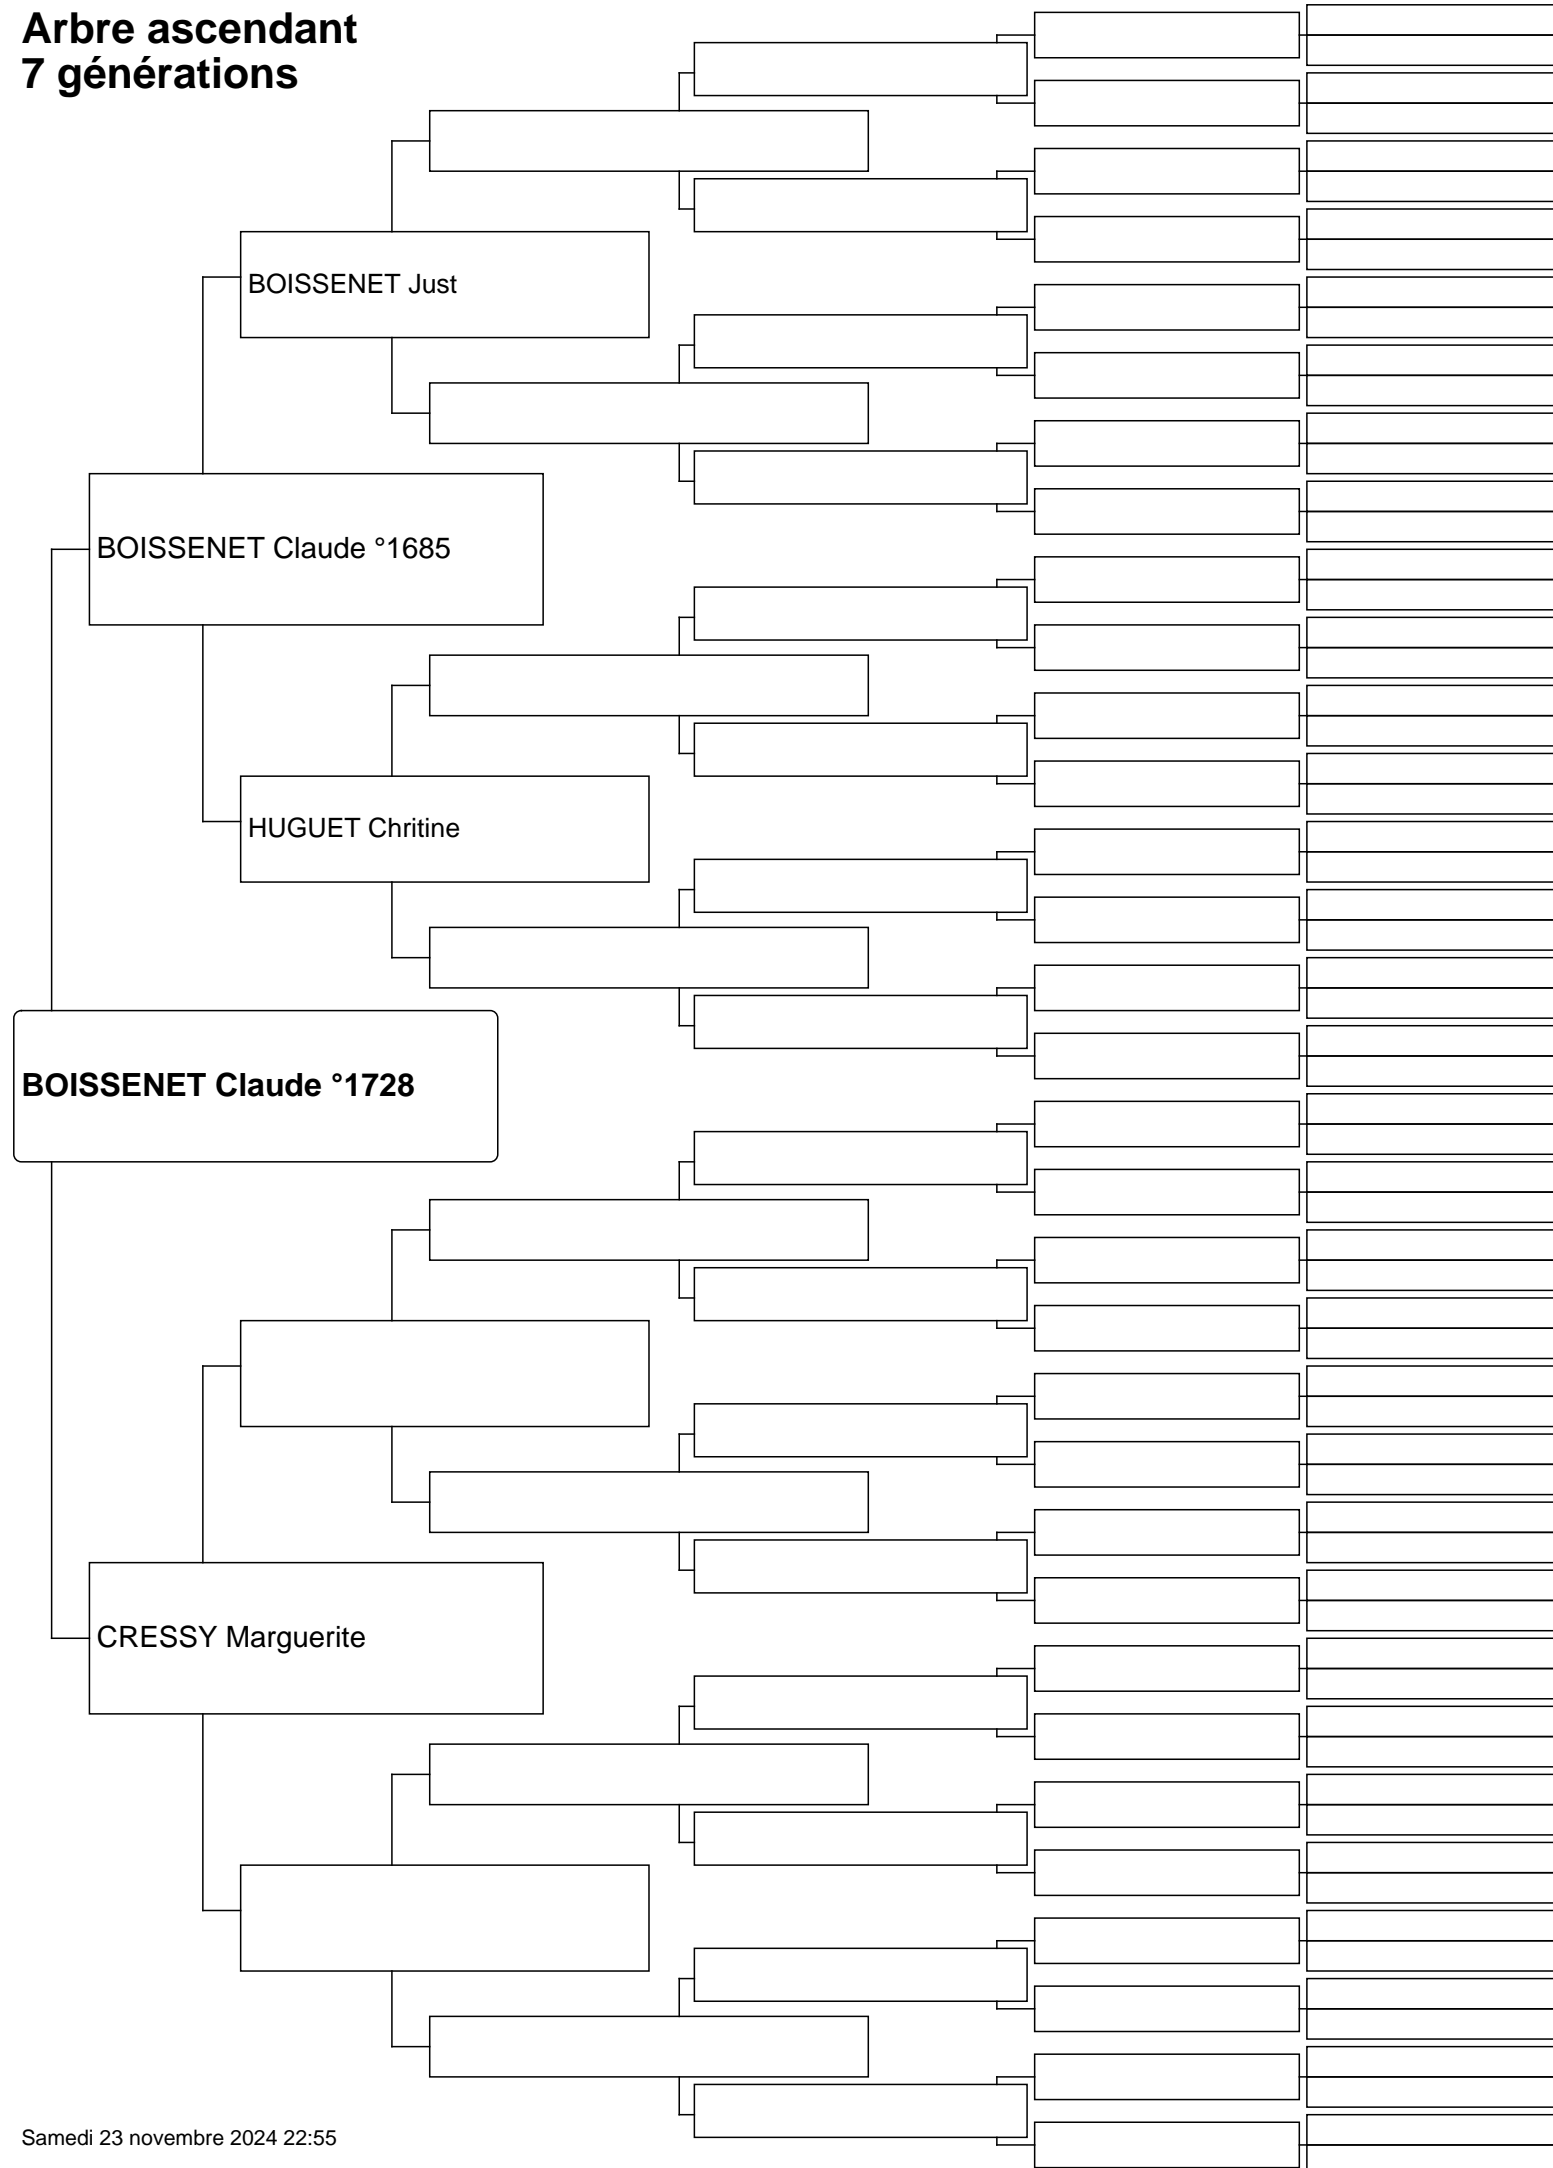 Arbre ascendant
7 générations
BOISSENET Just
BOISSENET Claude °1685
HUGUET Chritine
BOISSENET Claude °1728
CRESSY Marguerite
Samedi 23 novembre 2024 22:55